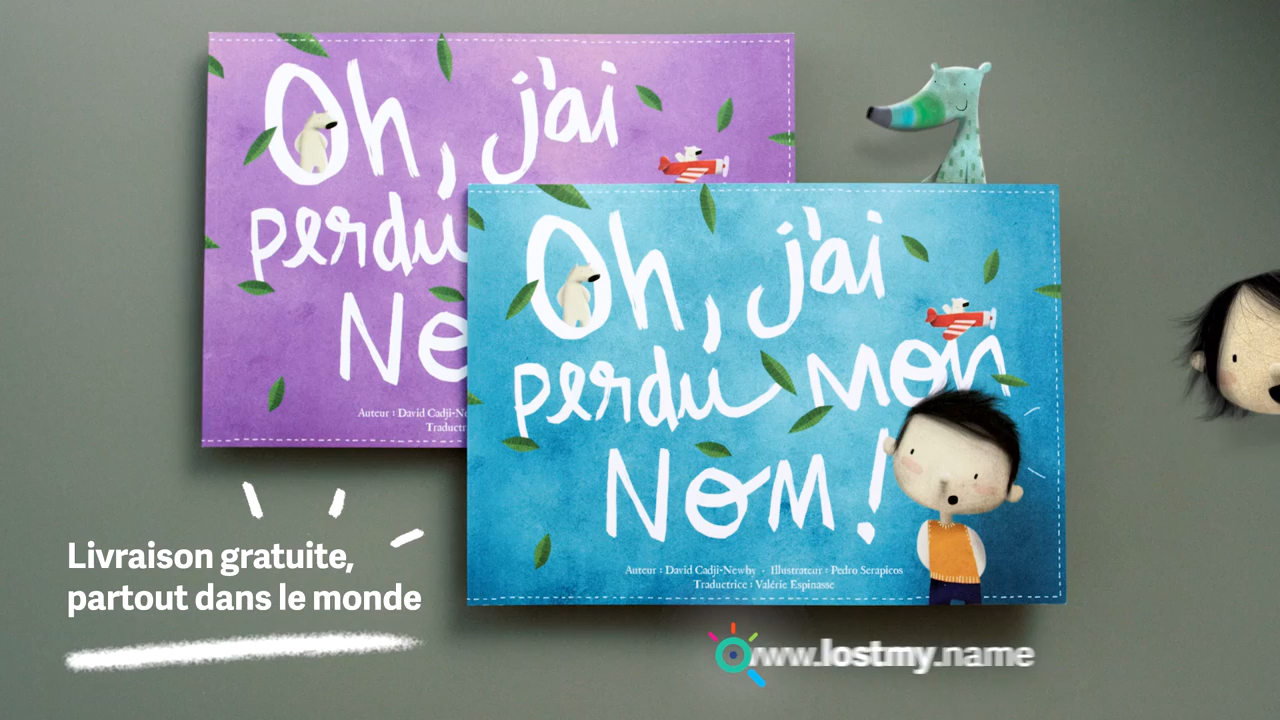 Oh, j'ai
perdu
Auteur : David Cadji-Ne
Traductr
Oh, j'ai
perdu mon
Nom !
Auteur : David Cadji-Newby · Illustrateur : Pedro Serapicos
Traductrice : Valérie Espinasse
Livraison gratuite,
partout dans le monde
www.lostmy.name